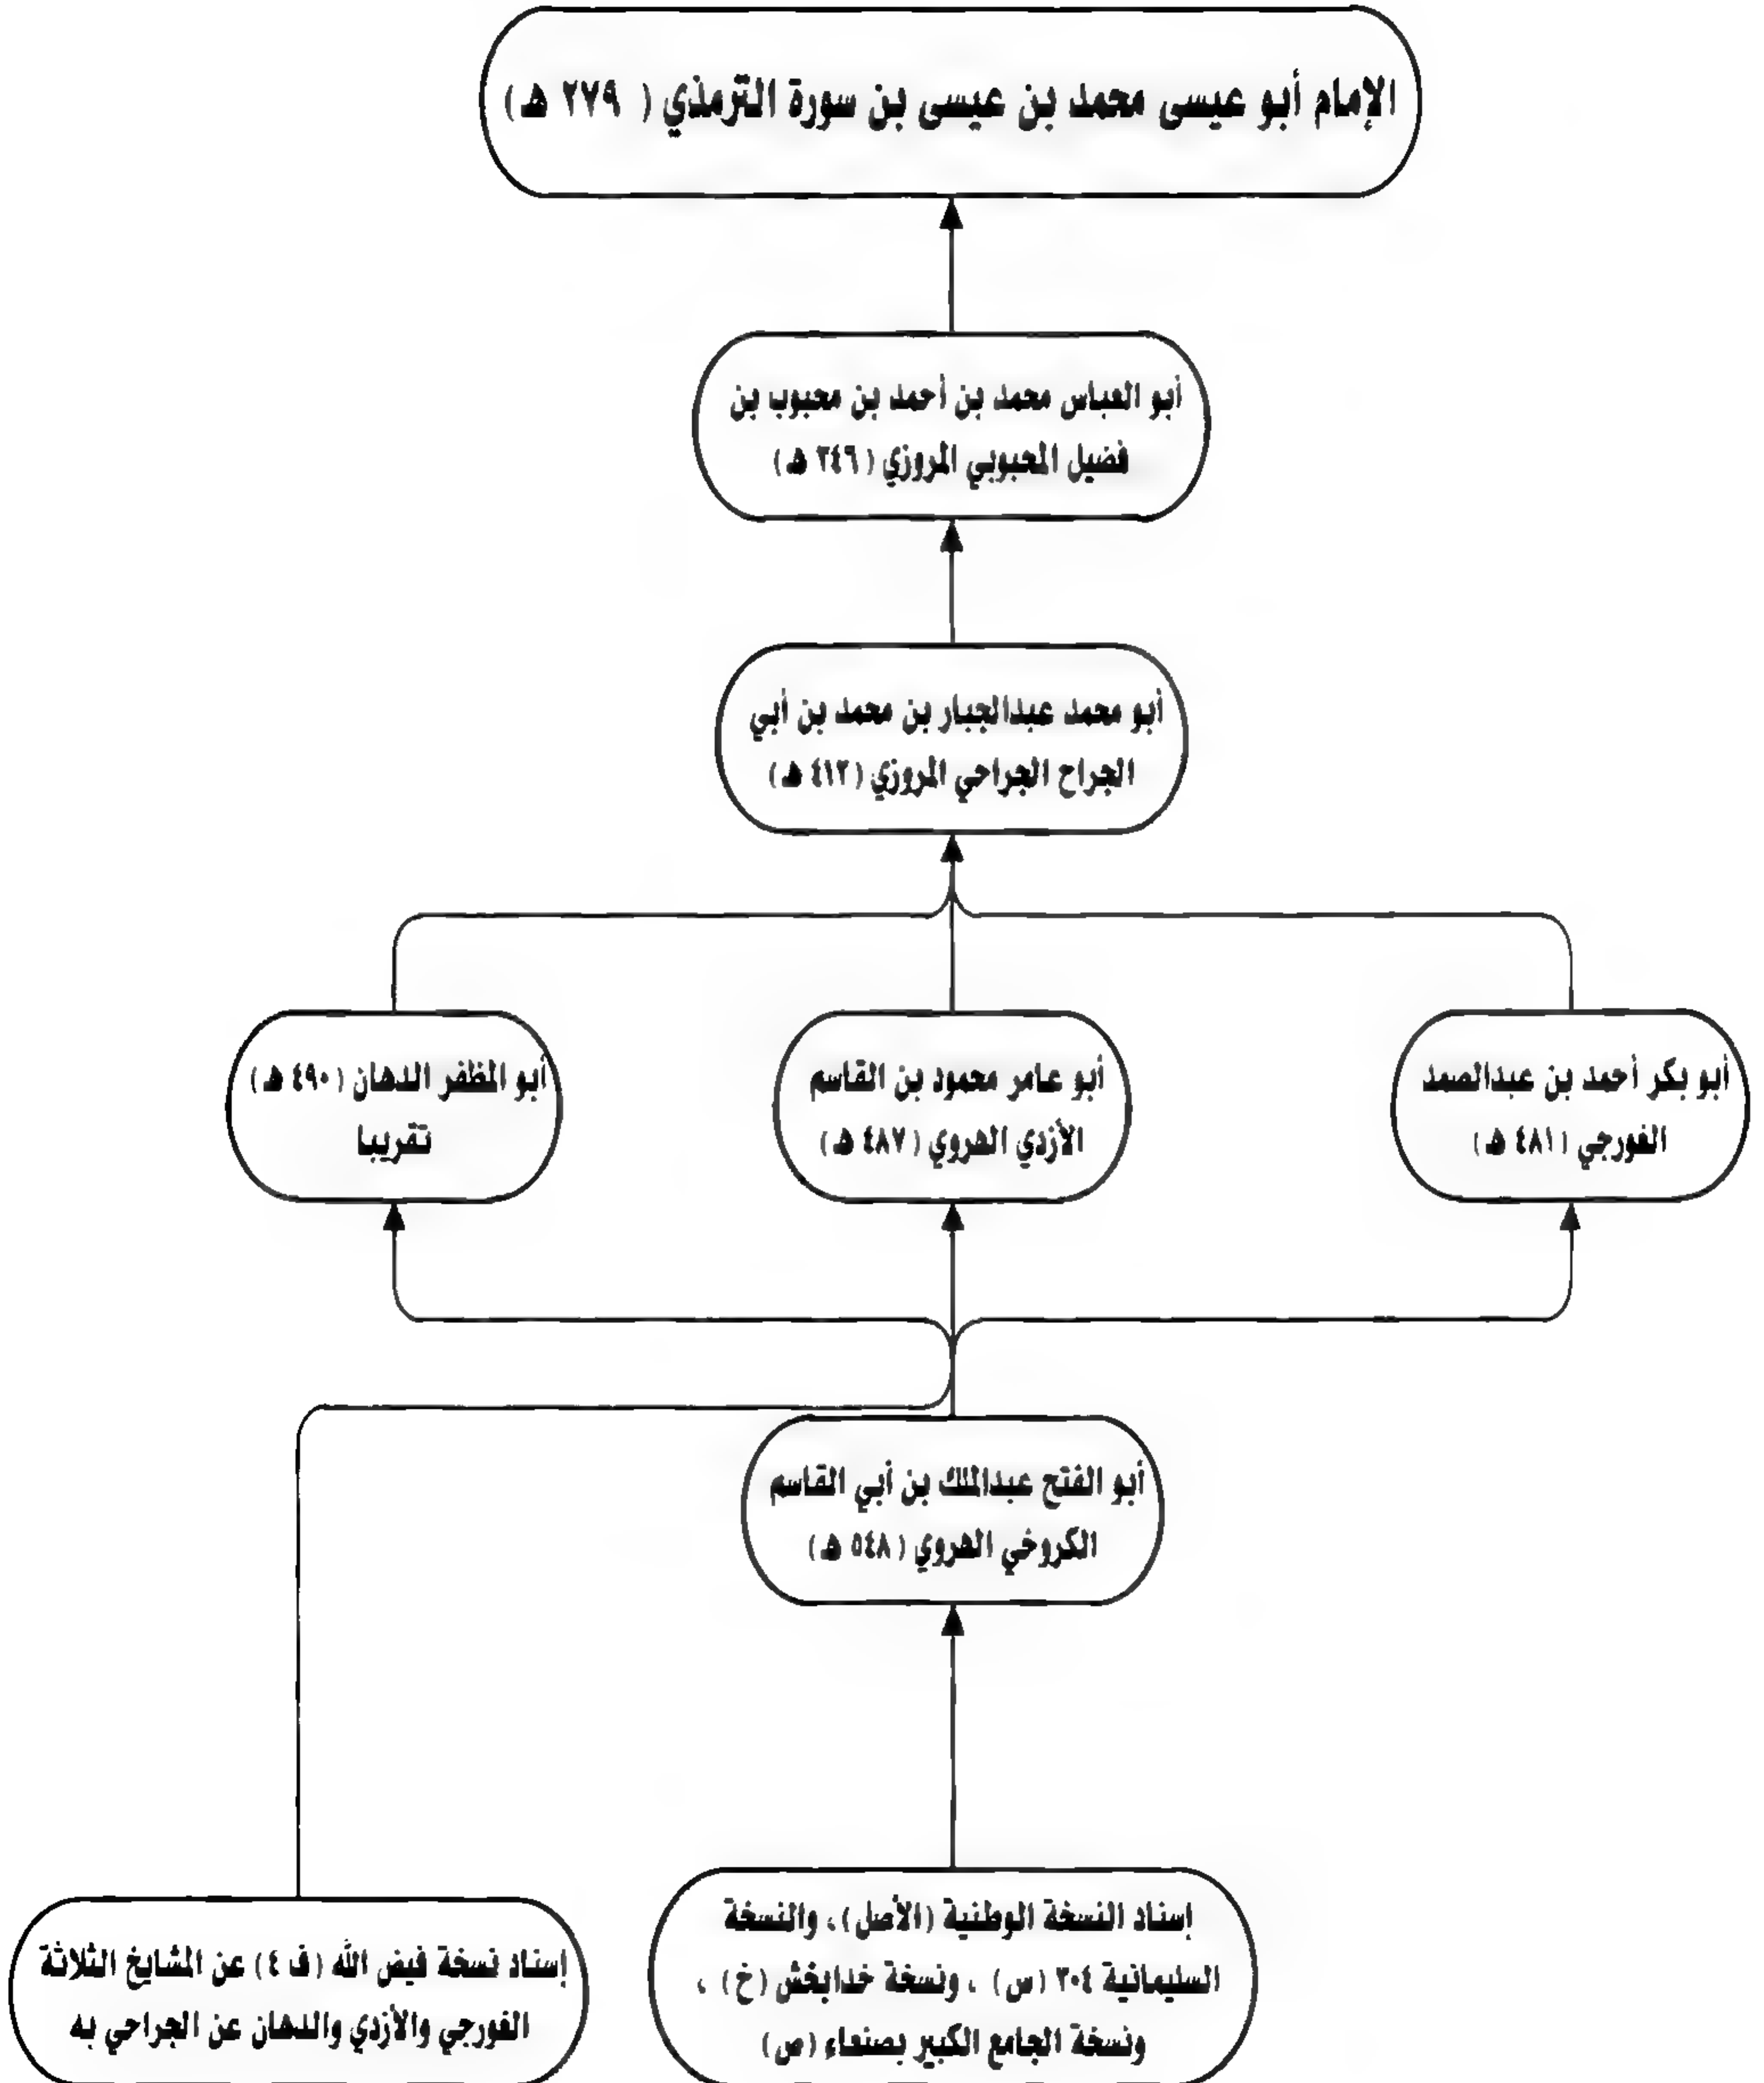 الإمام أبو عيسى محمد بن عيسى بن سورة الترمذي ( ٢٧٩ هـ)
أبو العباس محمد بن أحمد بن محبوب بن
فضيل المحبوبي المروزي (٣٤٦ هـ)
أبو محمد عبدالجبار بن محمد بن أبي
الجراح الجراحي المروزي (٤١٢ هـ)
أبو بكر أحمد بن عبدالصمد
الغورجي (٤٨١ هـ)
أبو عامر محمود بن القاسم
الأزدي الهروي (٤٨٧ هـ)
أبو المظفر الدهان (٤٩٠ هـ)
تقريبا
أبو الفتح عبدالملك بن أبي القاسم
الكروخي الهروي (٥٤٨ هـ)
إسناد النسخة الوطنية (الأصل)، والنسخة
السليمانية ٣٠٤ (س) ، ونسخة خدابخش (خ) ،
ونسخة الجامع الكبير بصنعاء (ص)
إسناد نسخة فيض الله (ف ٤) عن المشايخ الثلاثة
الغورجي والأزدي والدهان عن الجراحي به